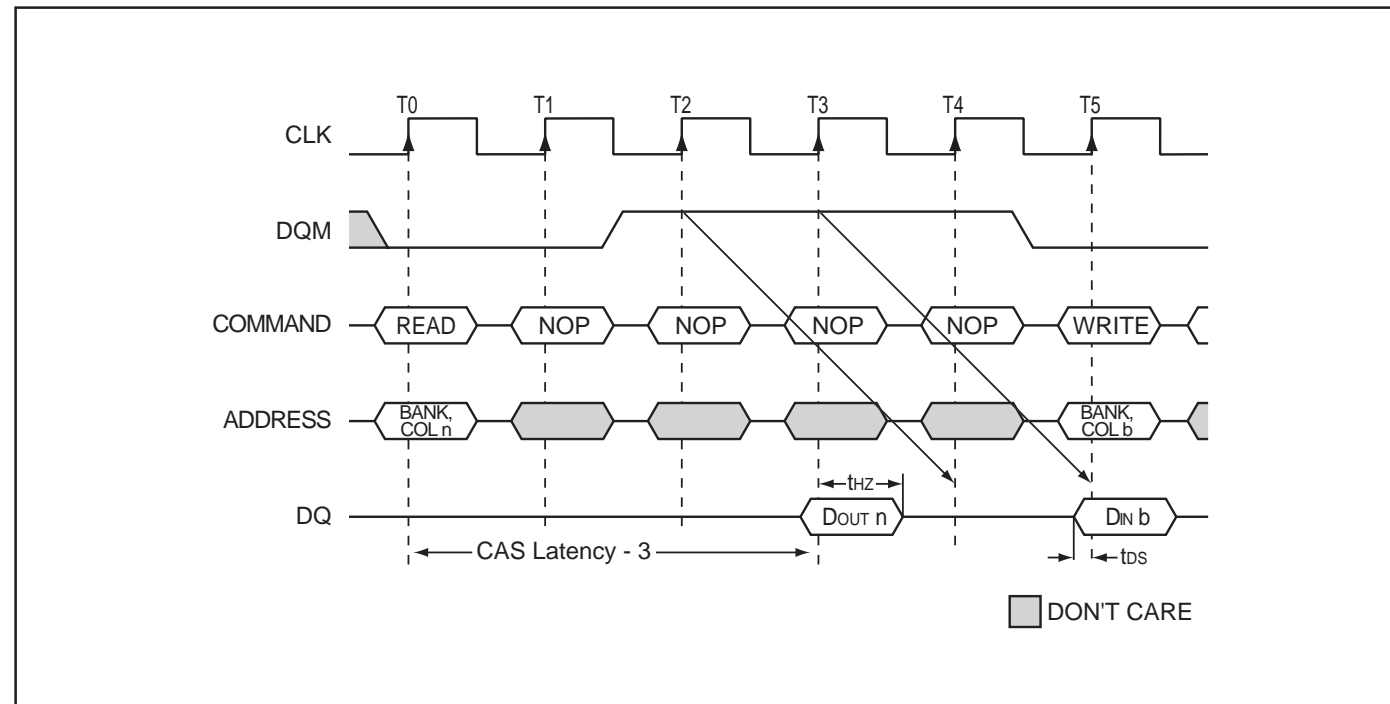 T0 T1 T2 T3 T4 T5
CLK
DQM
COMMAND READ NOP NOP NOP NOP WRITE
ADDRESS BANK, COL n BANK, COL b
tHZ
DQ DOUT n DIN b
CAS Latency - 3 tDS
DON'T CARE